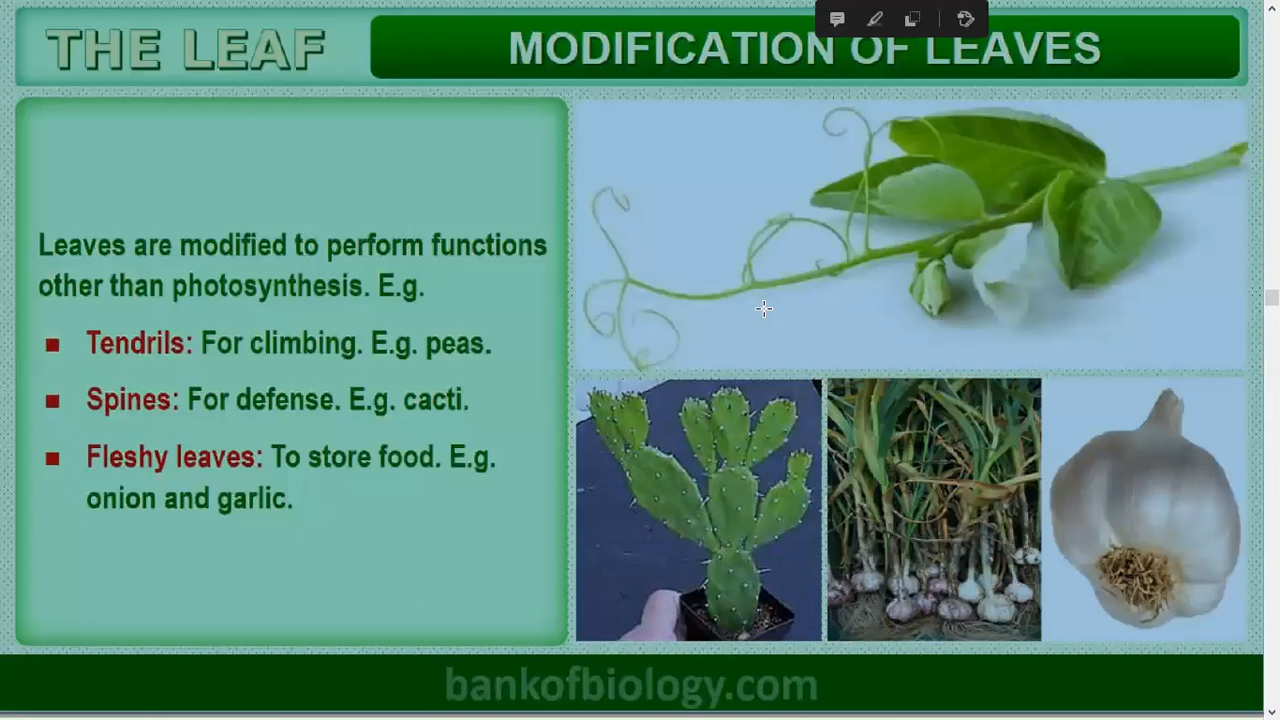 THE LEAF
MODIFICATION OF LEAVES
Leaves are modified to perform functions
other than photosynthesis. E.g.
▪ Tendrils: For climbing. E.g. peas.
▪ Spines: For defense. E.g. cacti.
▪ Fleshy leaves: To store food. E.g.
onion and garlic.
bankofbiology.com